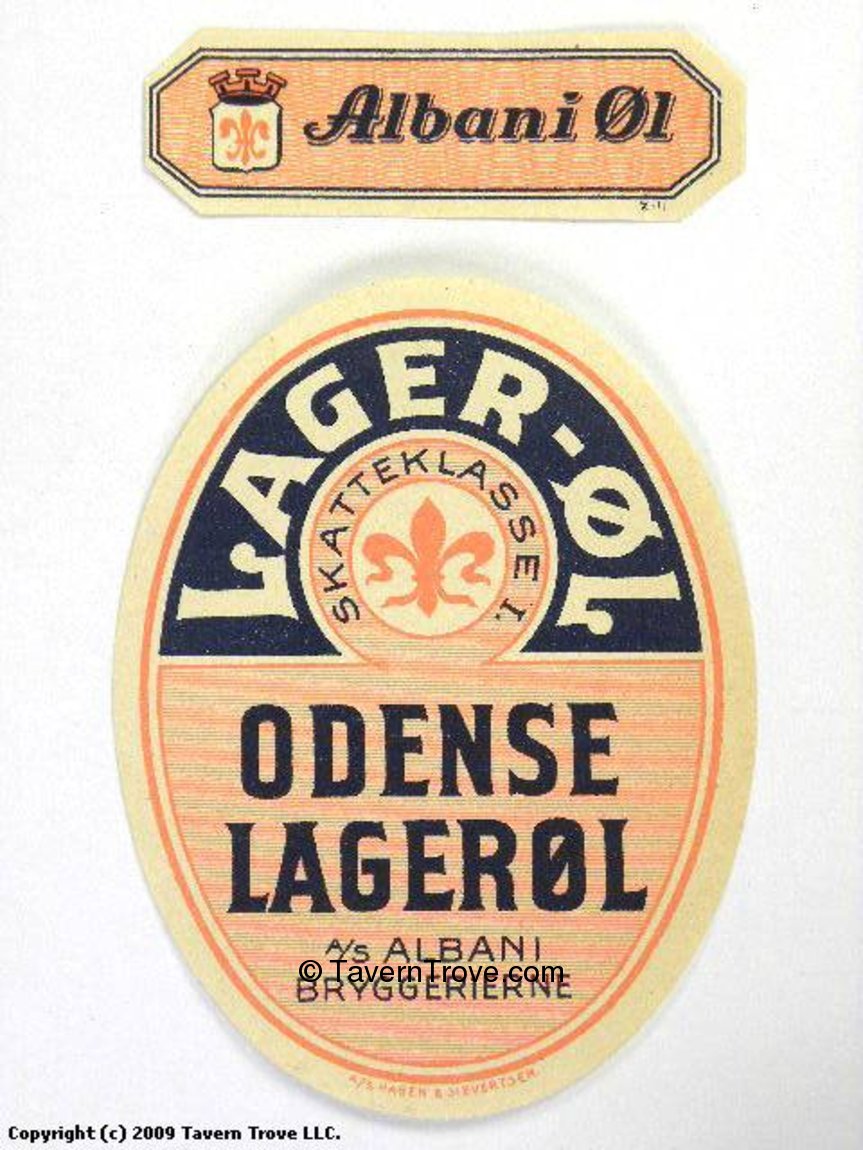 Albani Øl
LAGER-ØL
SKATTEKLASSE I.
ODENSE
LAGERØL
A/S ALBANI
© TavernTrove.com
BRYGGERIERNE
A/S HAGEN & SIEVERTSEN
Copyright (c) 2009 Tavern Trove LLC.